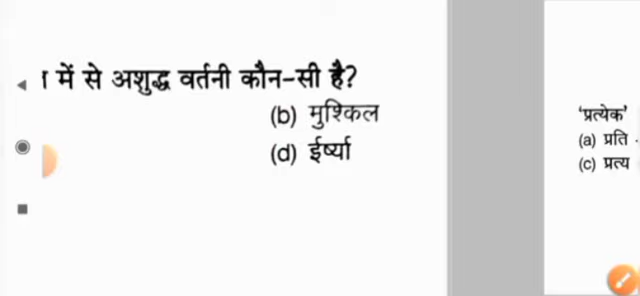 में से अशुद्ध वर्तनी कौन-सी है?
(b) मुश्किल
(d) ईर्ष्या
'प्रत्येक'
(a) प्रति
(c) प्रत्य